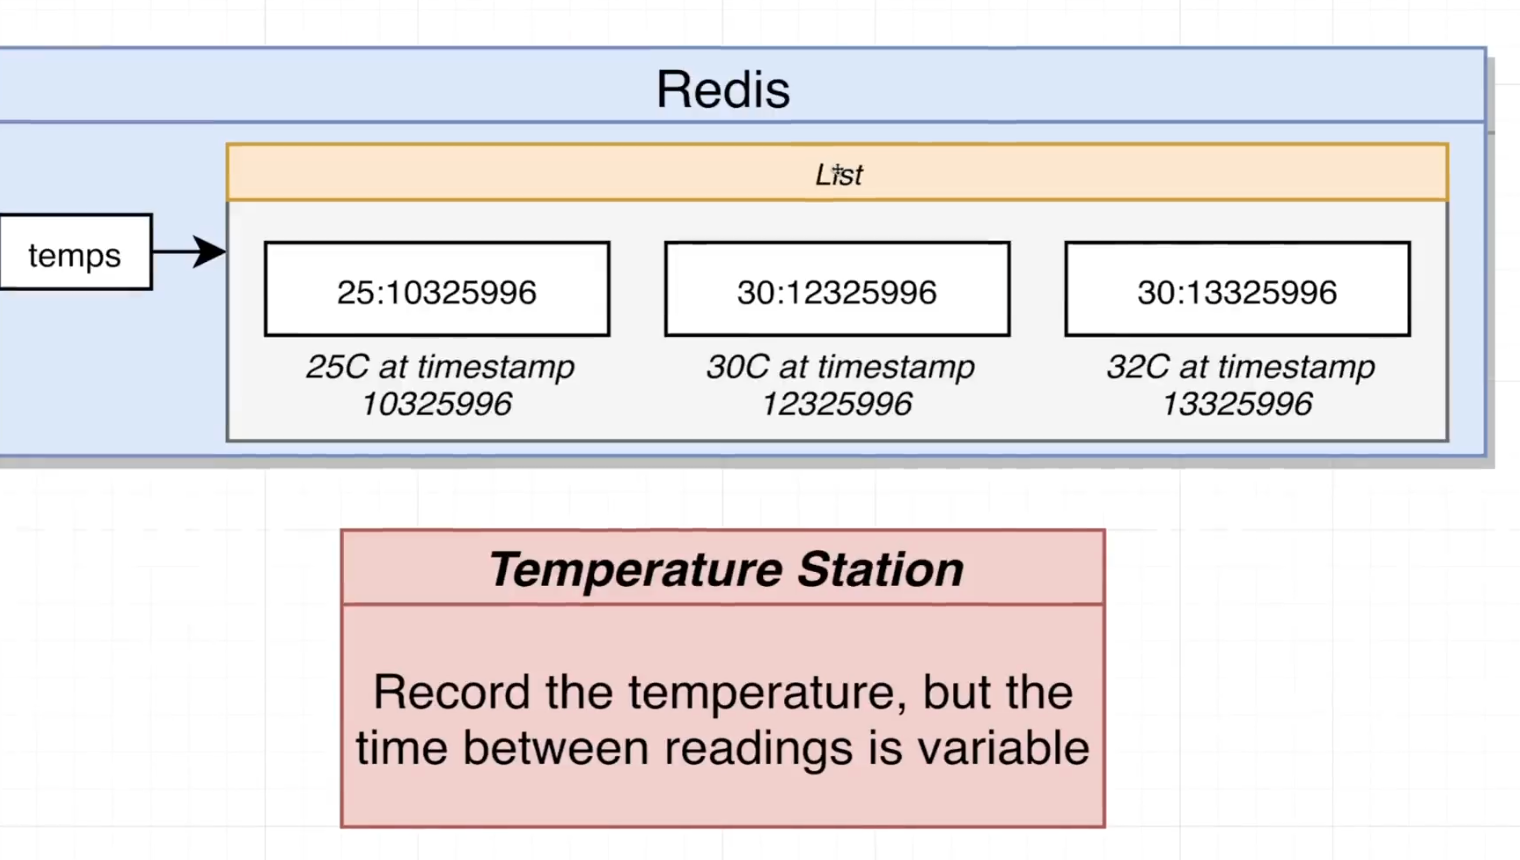 Redis
List
temps
25:10325996
30:12325996
30:13325996
25C at timestamp
10325996
30C at timestamp
12325996
32C at timestamp
13325996
Temperature Station
Record the temperature, but the
time between readings is variable